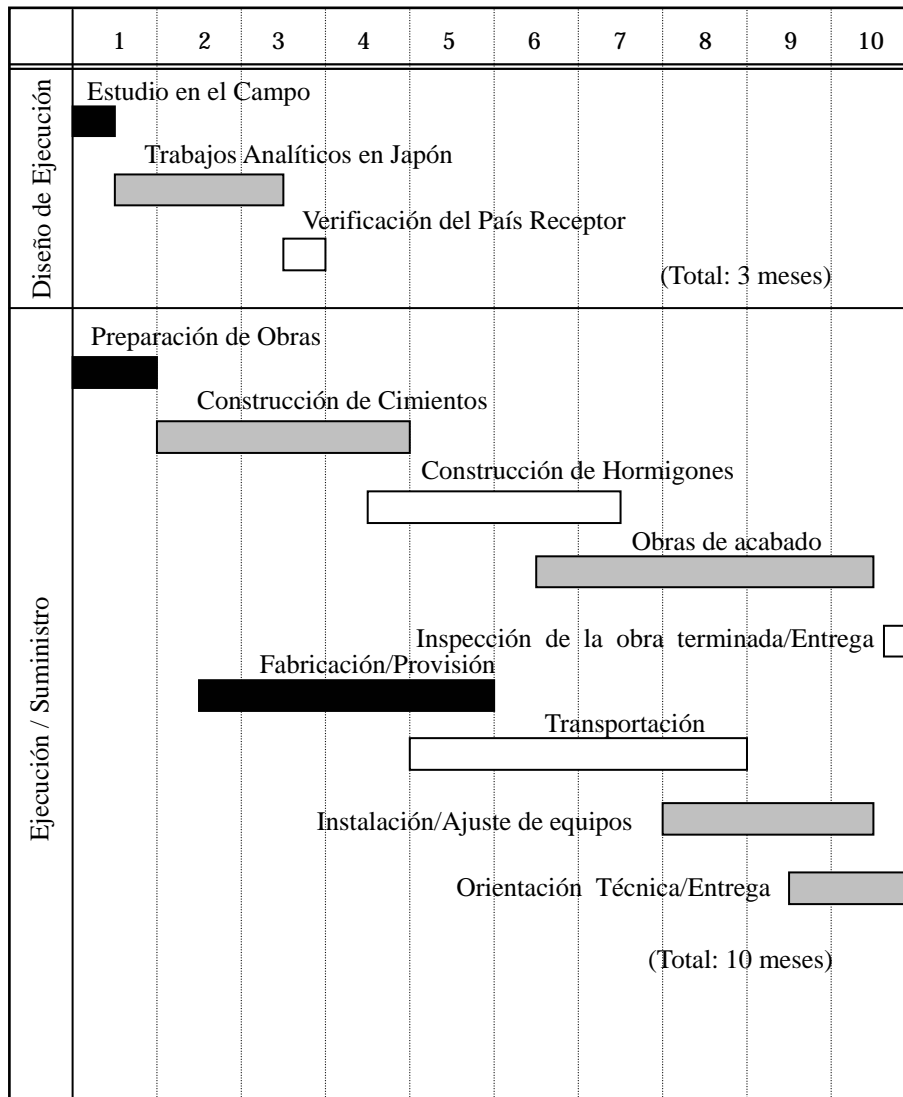 1 2 3 4 5 6 7 8 9 10
Diseño de Ejecución
Estudio en el Campo
Trabajos Analíticos en Japón
Verificación del País Receptor
(Total: 3 meses)
Ejecución / Suministro
Preparación de Obras
Construcción de Cimientos
Construcción de Hormigones
Obras de acabado
Inspección de la obra terminada/Entrega
Fabricación/Provisión
Transportación
Instalación/Ajuste de equipos
Orientación Técnica/Entrega
(Total: 10 meses)